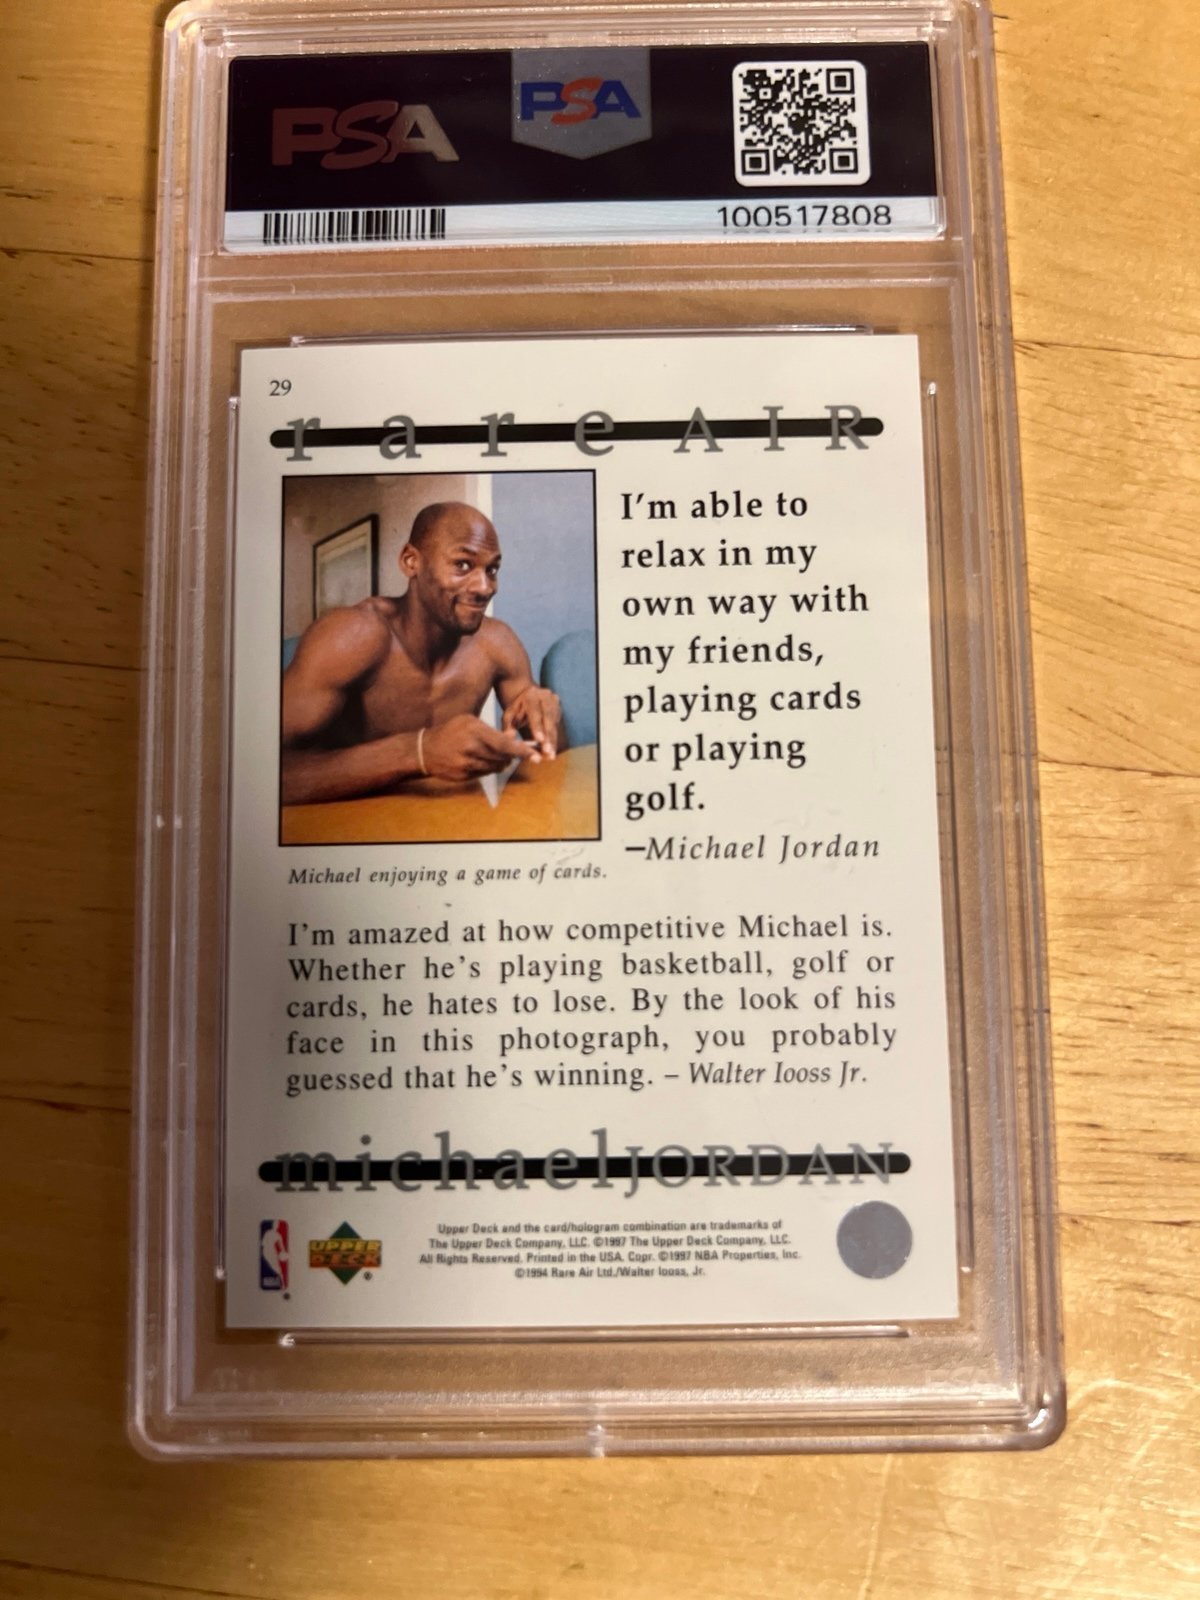 PSA
PSA
100517808
29
rare AIR
I'm able to
relax in my
own way with
my friends,
playing cards
or playing
golf.
—Michael Jordan
Michael enjoying a game of cards.
I'm amazed at how competitive Michael is.
Whether he's playing basketball, golf or
cards, he hates to lose. By the look of his
face in this photograph, you probably
guessed that he's winning. – Walter Iooss Jr.
michael JORDAN
NBA
UPPER
DECK
®
Upper Deck and the card/hologram combination are trademarks of
The Upper Deck Company, LLC. ©1997 The Upper Deck Company, LLC.
All Rights Reserved. Printed in the USA. Copr. ©1997 NBA Properties, Inc.
©1994 Rare Air Ltd./Walter Iooss, Jr.